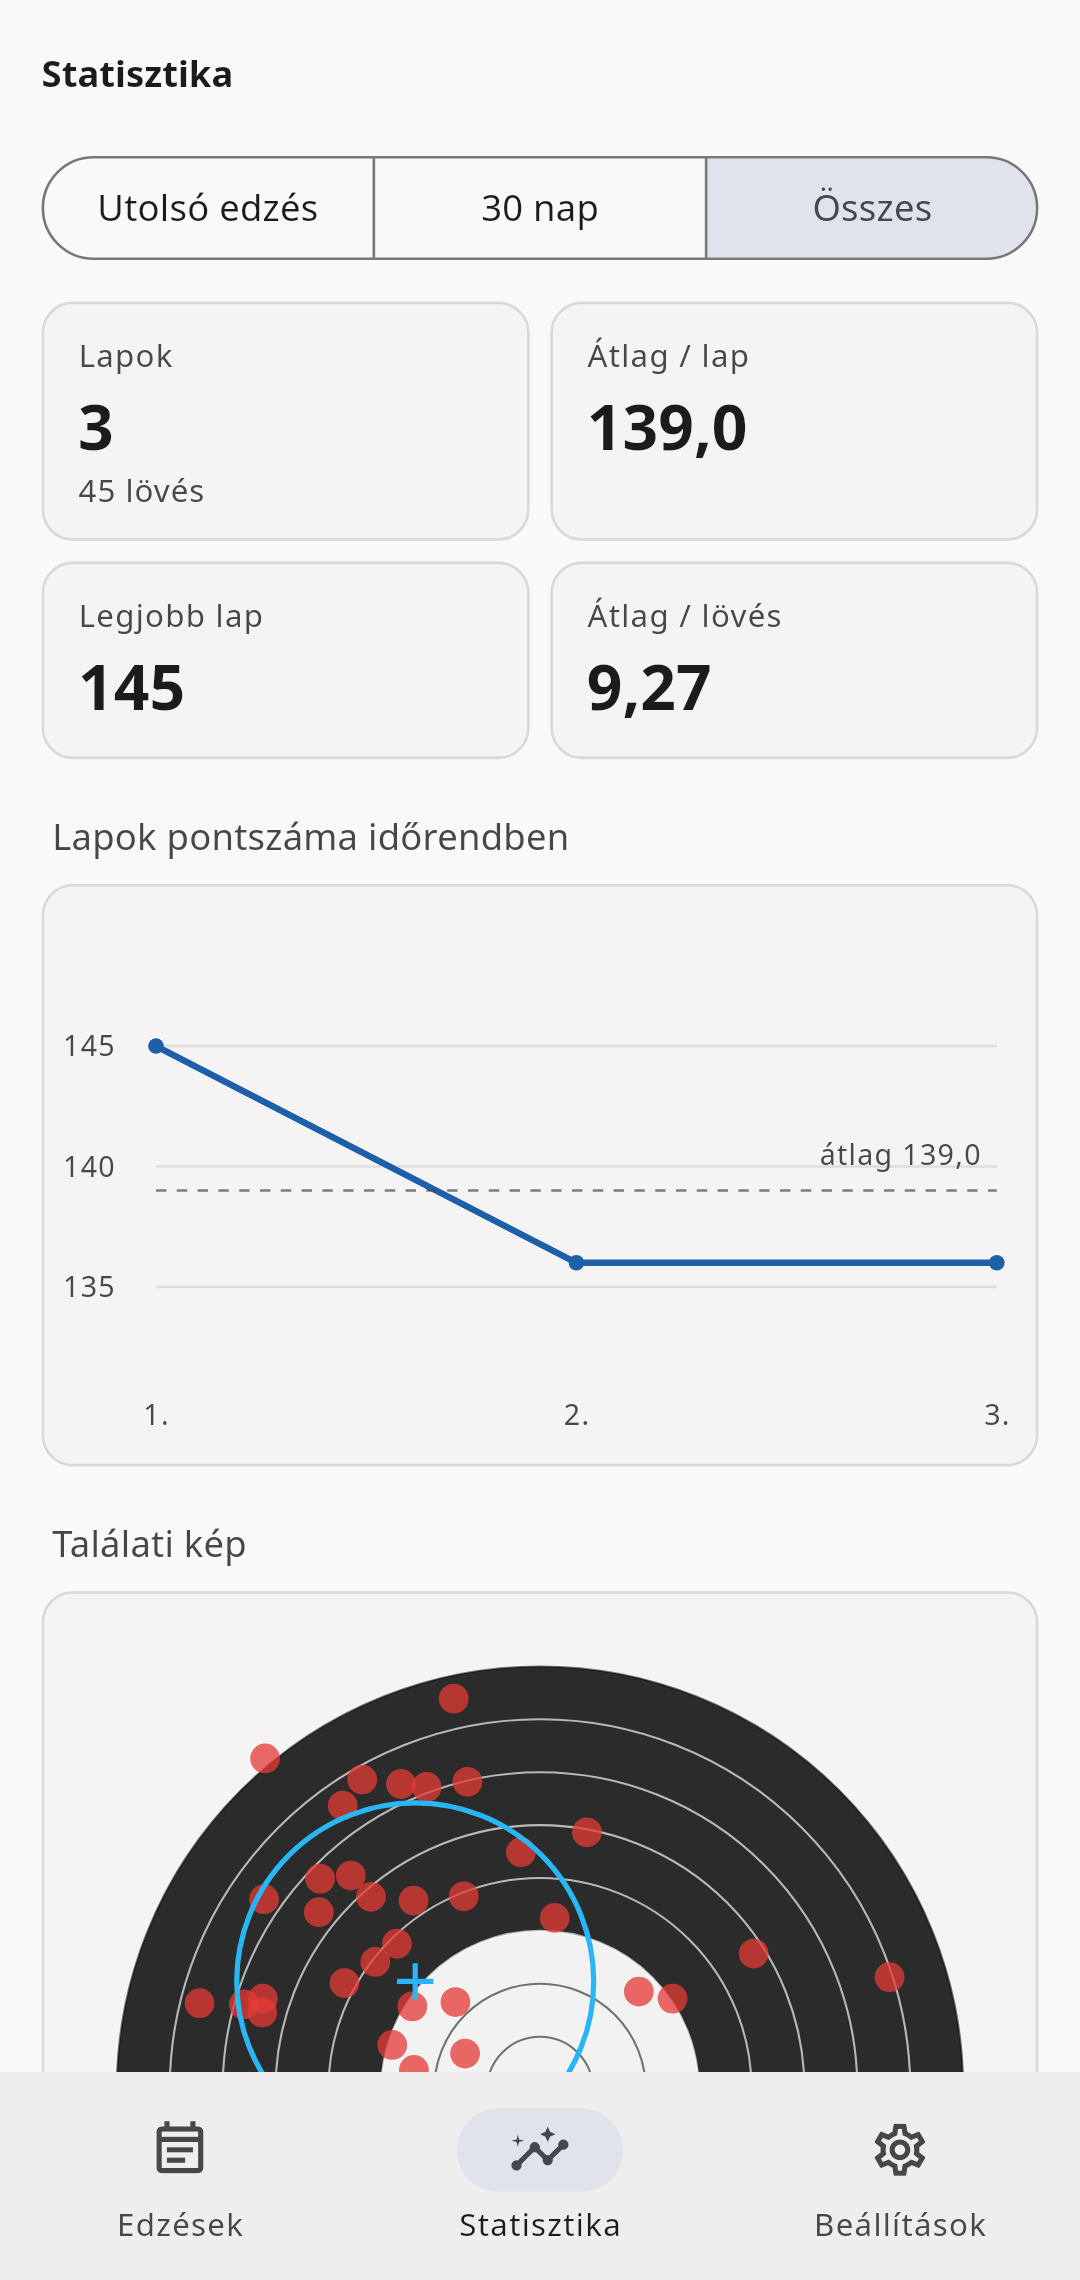 Statisztika
Utolsó edzés
30 nap
Összes
Lapok
3
45 lövés
Átlag / lap
139,0
Legjobb lap
145
Átlag / lövés
9,27
Lapok pontszáma időrendben
145
átlag 139,0
140
135
1.
2.
3.
Találati kép
Edzések
Statisztika
Beállítások